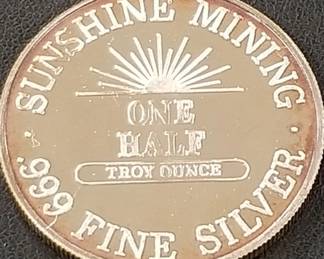 SUNSHINE MINING
ONE
HALF
TROY OUNCE
.999 FINE SILVER